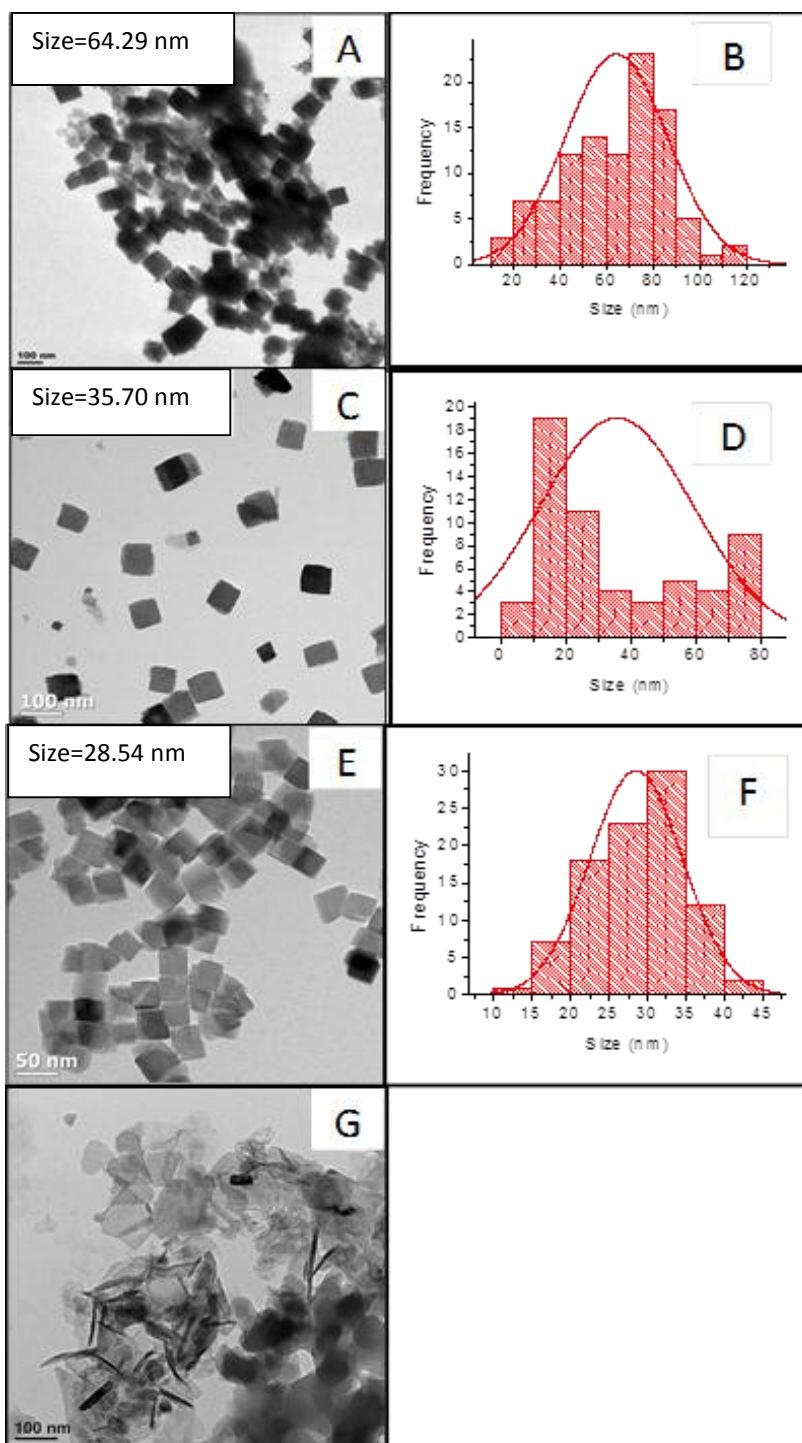 Size=64.29 nm
A
100 nm
B
Frequency
20
15
10
5
0
20 40 60 80 100 120
Size (nm)
Size=35.70 nm
C
100 nm
D
Frequency
20
18
16
14
12
10
8
6
4
2
0
0 20 40 60 80
Size (nm)
Size=28.54 nm
E
50 nm
F
Frequency
30
25
20
15
10
5
0
10 15 20 25 30 35 40 45
Size (nm)
G
100 nm